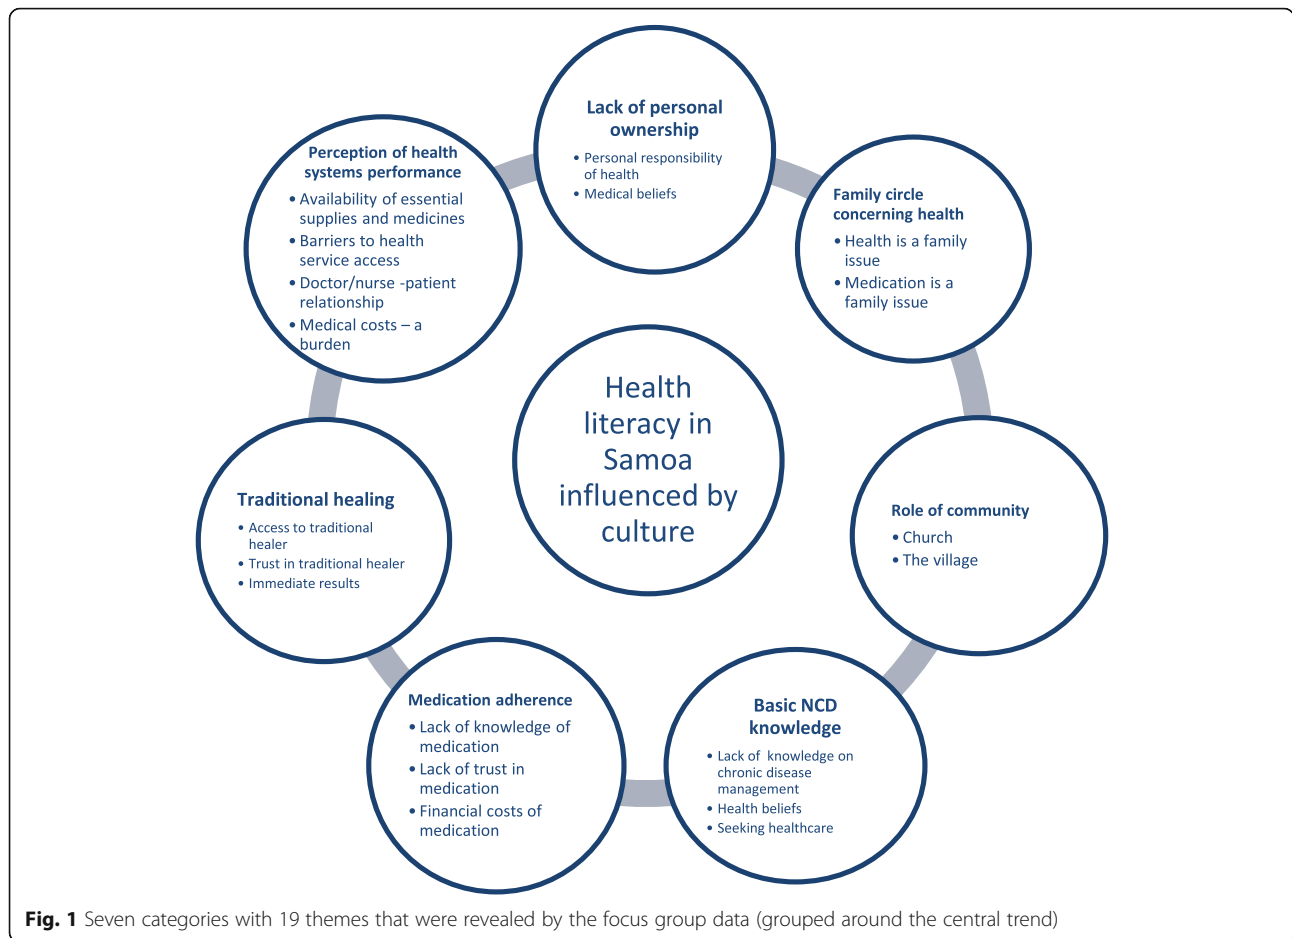 Lack of personal
ownership
• Personal responsibility
of health
• Medical beliefs
Family circle
concerning health
• Health is a family
issue
• Medication is a
family issue
Role of community
• Church
• The village
Basic NCD
knowledge
• Lack of knowledge on
chronic disease
management
• Health beliefs
• Seeking healthcare
Medication adherence
• Lack of knowledge of
medication
• Lack of trust in
medication
• Financial costs of
medication
Traditional healing
• Access to traditional
healer
• Trust in traditional healer
• Immediate results
Perception of health
systems performance
• Availability of essential
supplies and medicines
• Barriers to health
service access
• Doctor/nurse -patient
relationship
• Medical costs – a
burden
Health
literacy in
Samoa
influenced by
culture
Fig. 1 Seven categories with 19 themes that were revealed by the focus group data (grouped around the central trend)